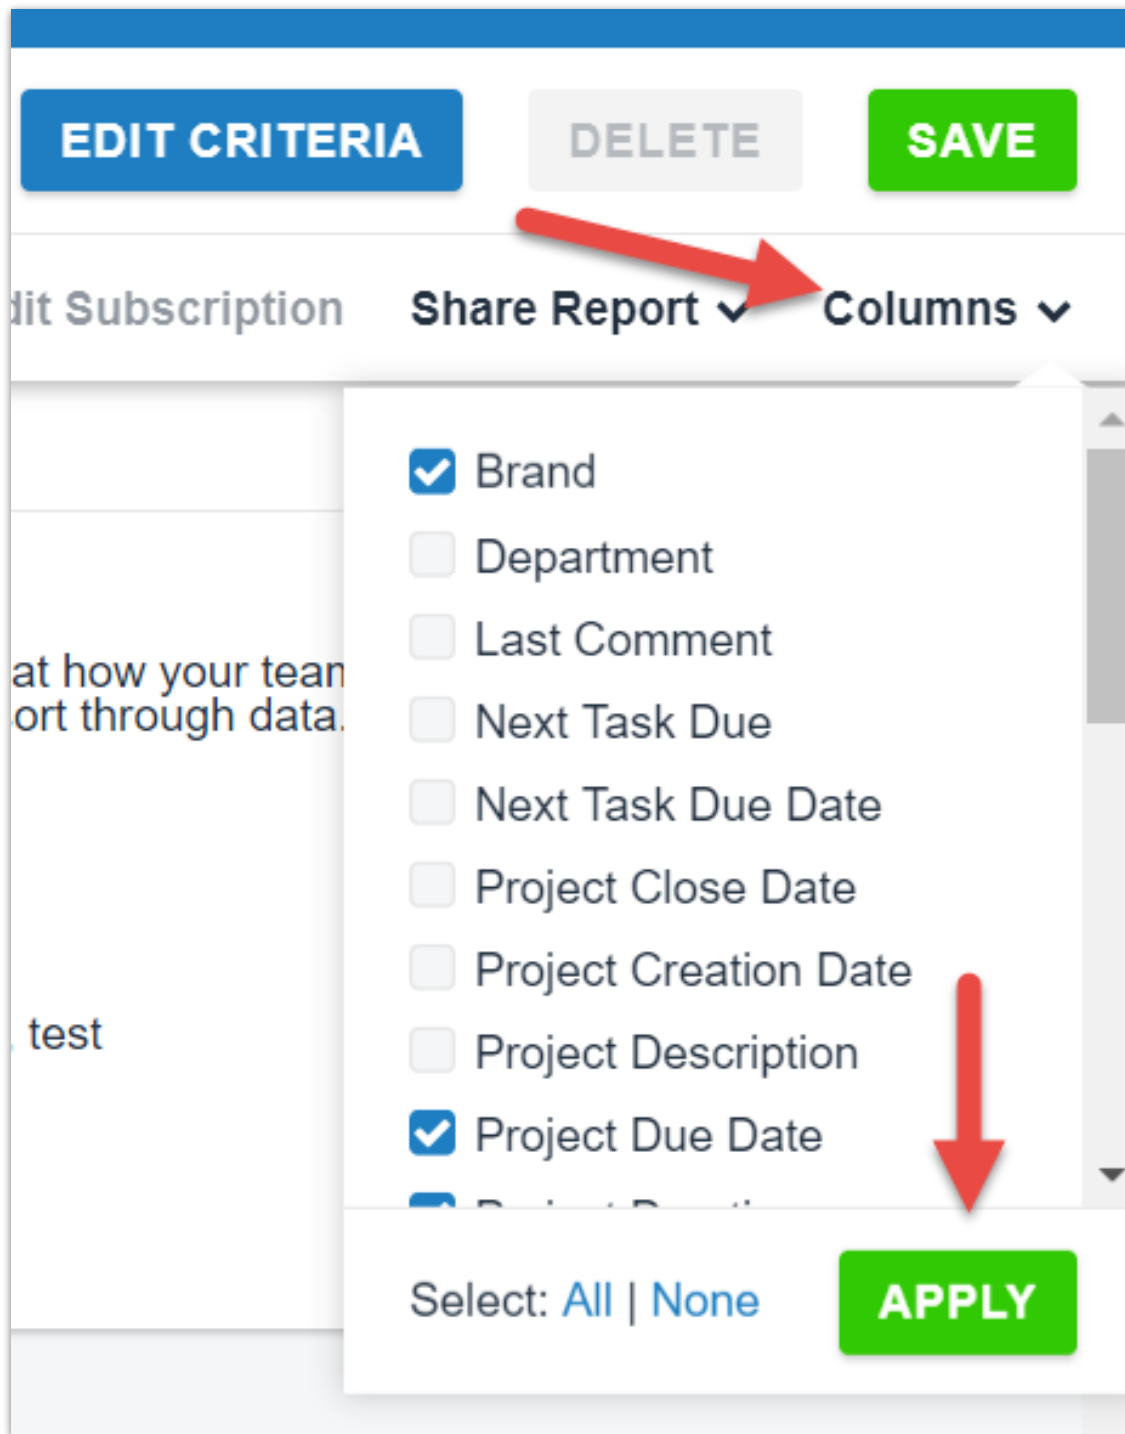 EDIT CRITERIA DELETE SAVE
dit Subscription Share Report Columns
Brand
Department
Last Comment
at how your tean
ort through data.
Next Task Due
Next Task Due Date
Project Close Date
Project Creation Date
test
Project Description
Project Due Date
Select: All | None APPLY